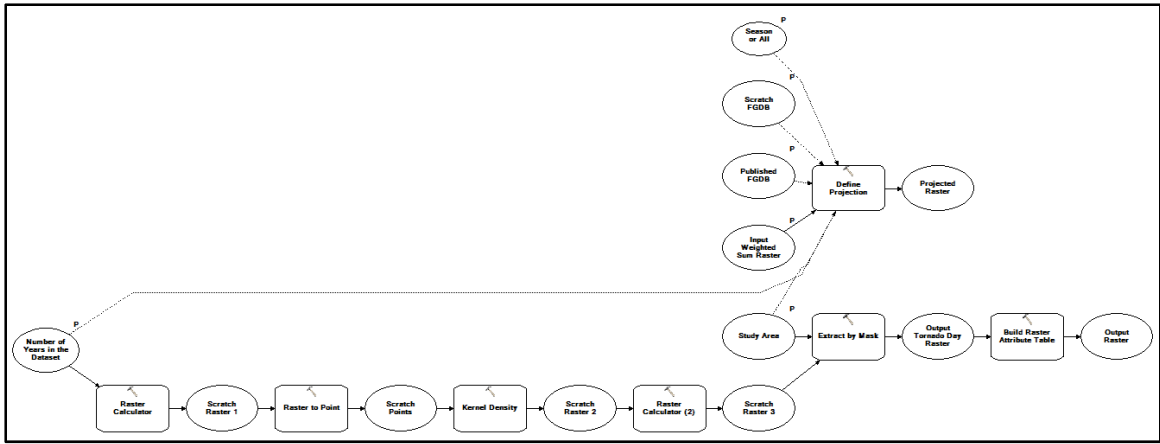 P
Season
or All
P
Scratch
FGDB
P
Published
FGDB
Define
Projection
Projected
Raster
P
Input
Weighted
Sum Raster
P
Number of
Years in the
Dataset
P
Study Area
Extract by Mask
Output
Tornado Day
Raster
Build Raster
Attribute Table
Output
Raster
Raster
Calculator
Scratch
Raster 1
Raster to Point
Scratch
Points
Kernel Density
Scratch
Raster 2
Raster
Calculator (2)
Scratch
Raster 3